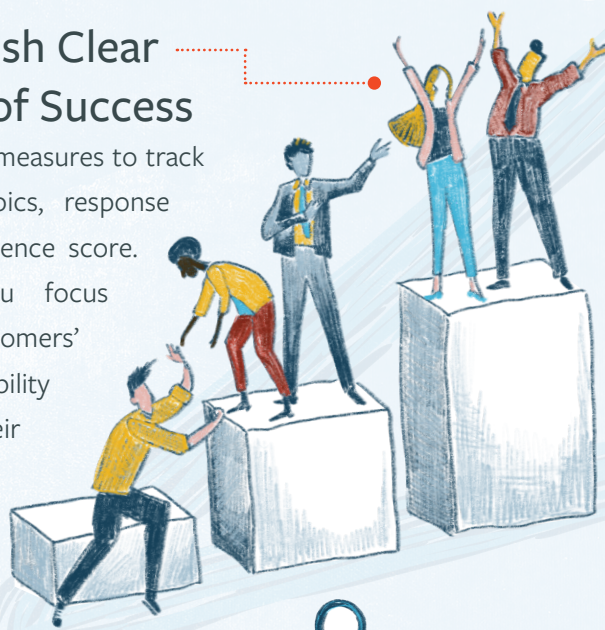 sh Clear
of Success
measures to track
pics, response
ence score.
u focus
omers’
bility
eir